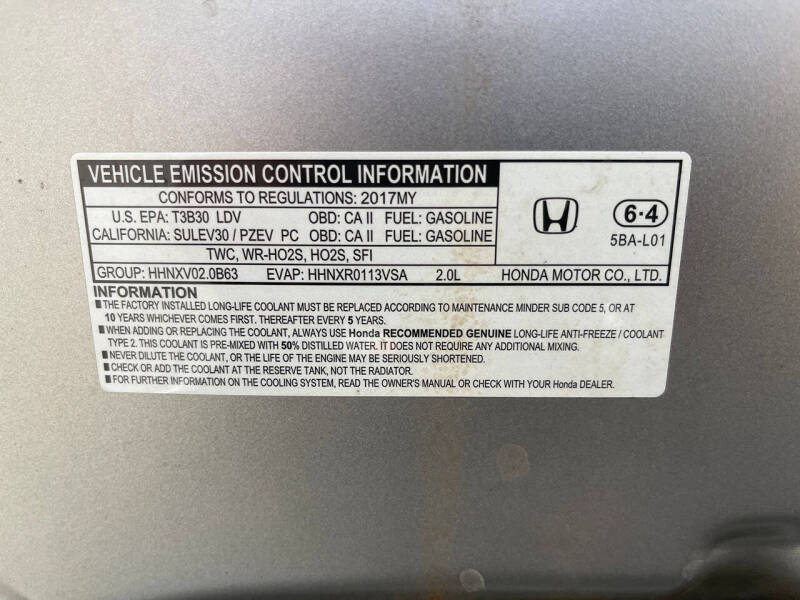 VEHICLE EMISSION CONTROL INFORMATION
CONFORMS TO REGULATIONS: 2017MY
U.S. EPA: T3B30 LDV OBD: CA II FUEL: GASOLINE
CALIFORNIA: SULEV30 / PZEV PC OBD: CA II FUEL: GASOLINE
TWC, WR-HO2S, HO2S, SFI
6·4
5BA-L01
GROUP: HHNXV02.0B63 EVAP: HHNXR0113VSA 2.0L HONDA MOTOR CO., LTD.
INFORMATION
■ THE FACTORY INSTALLED LONG-LIFE COOLANT MUST BE REPLACED ACCORDING TO MAINTENANCE MINDER SUB CODE 5, OR AT
10 YEARS WHICHEVER COMES FIRST. THEREAFTER EVERY 5 YEARS.
■ WHEN ADDING OR REPLACING THE COOLANT, ALWAYS USE Honda RECOMMENDED GENUINE LONG-LIFE ANTI-FREEZE / COOLANT
TYPE 2. THIS COOLANT IS PRE-MIXED WITH 50% DISTILLED WATER. IT DOES NOT REQUIRE ANY ADDITIONAL MIXING.
■ NEVER DILUTE THE COOLANT, OR THE LIFE OF THE ENGINE MAY BE SERIOUSLY SHORTENED.
■ CHECK OR ADD THE COOLANT AT THE RESERVE TANK, NOT THE RADIATOR.
■ FOR FURTHER INFORMATION ON THE COOLING SYSTEM, READ THE OWNER'S MANUAL OR CHECK WITH YOUR Honda DEALER.